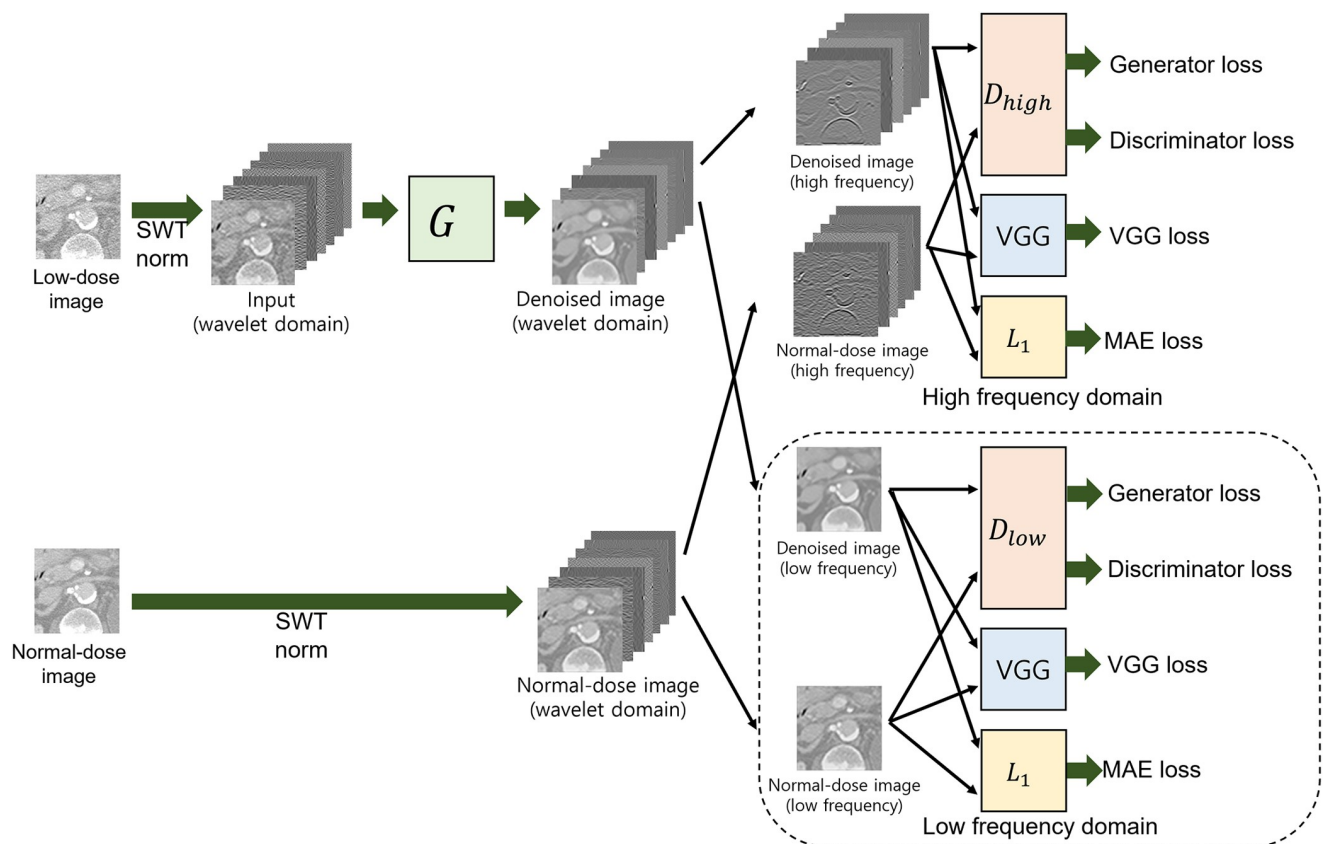 Low-dose
image
SWT
norm
Input
(wavelet domain)
G
Denoised image
(wavelet domain)
Denoised image
(high frequency)
Normal-dose image
(high frequency)
D_high
Generator loss
Discriminator loss
VGG
VGG loss
L_1
MAE loss
High frequency domain
Normal-dose
image
SWT
norm
Normal-dose image
(wavelet domain)
Denoised image
(low frequency)
Normal-dose image
(low frequency)
D_low
Generator loss
Discriminator loss
VGG
VGG loss
L_1
MAE loss
Low frequency domain